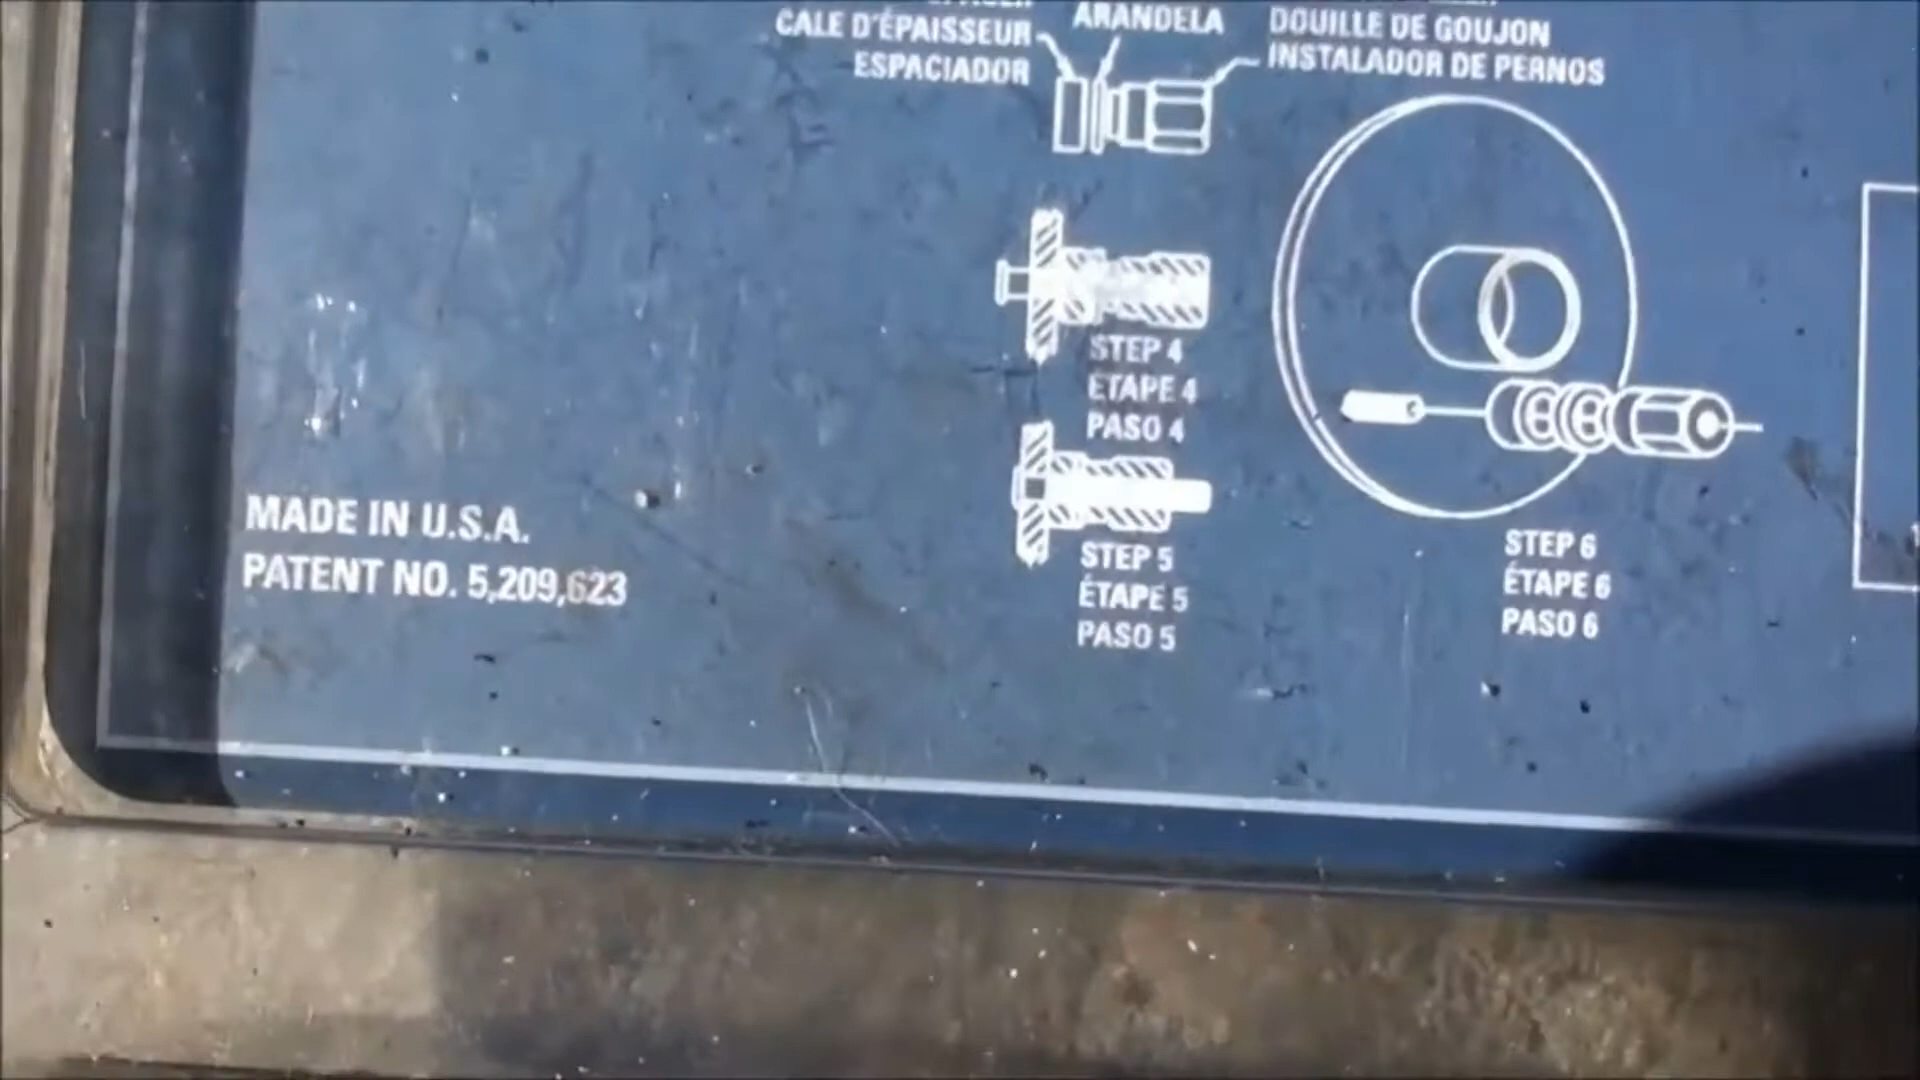 CALE D'ÉPAISSEUR
ESPACIADOR
ARANDELA
DOUILLE DE GOUJON
INSTALADOR DE PERNOS
STEP 4
ÉTAPE 4
PASO 4
MADE IN U.S.A.
PATENT NO. 5,209,623
STEP 5
ÉTAPE 5
PASO 5
STEP 6
ÉTAPE 6
PASO 6